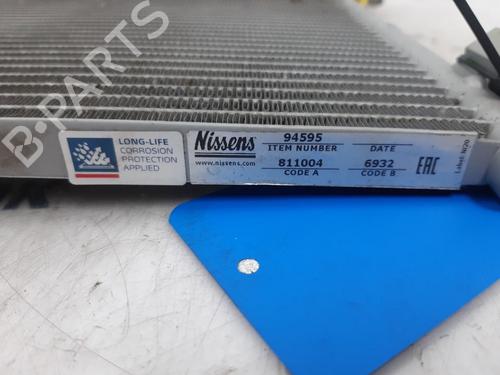 B-PARTS
LONG-LIFE
CORROSION
PROTECTION
APPLIED
Nissens
www.nissens.com
94595
ITEM NUMBER DATE
811004 6932
CODE A CODE B
EAC